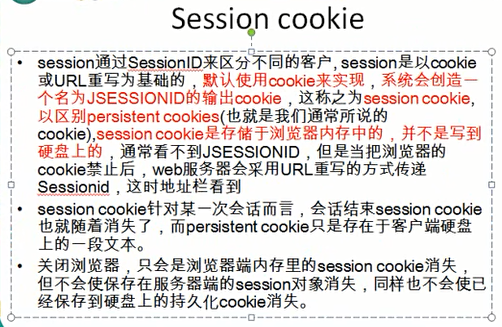 Session cookie
• session通过SessionID来区分不同的客户, session是以cookie
或URL重写为基础的，默认使用cookie来实现，系统会创造一
个名为JSESSIONID的输出cookie，这称之为session cookie,
以区别persistent cookies(也就是我们通常所说的
cookie),session cookie是存储于浏览器内存中的，并不是写到
硬盘上的，通常看不到JSESSIONID，但是当把浏览器的
cookie禁止后，web服务器会采用URL重写的方式传递
Sessionid，这时地址栏看到
• session cookie针对某一次会话而言，会话结束session cookie
也就随着消失了，而persistent cookie只是存在于客户端硬盘
上的一段文本。
• 关闭浏览器，只会是浏览器端内存里的session cookie消失，
但不会使保存在服务器端的session对象消失，同样也不会使已
经保存到硬盘上的持久化cookie消失。